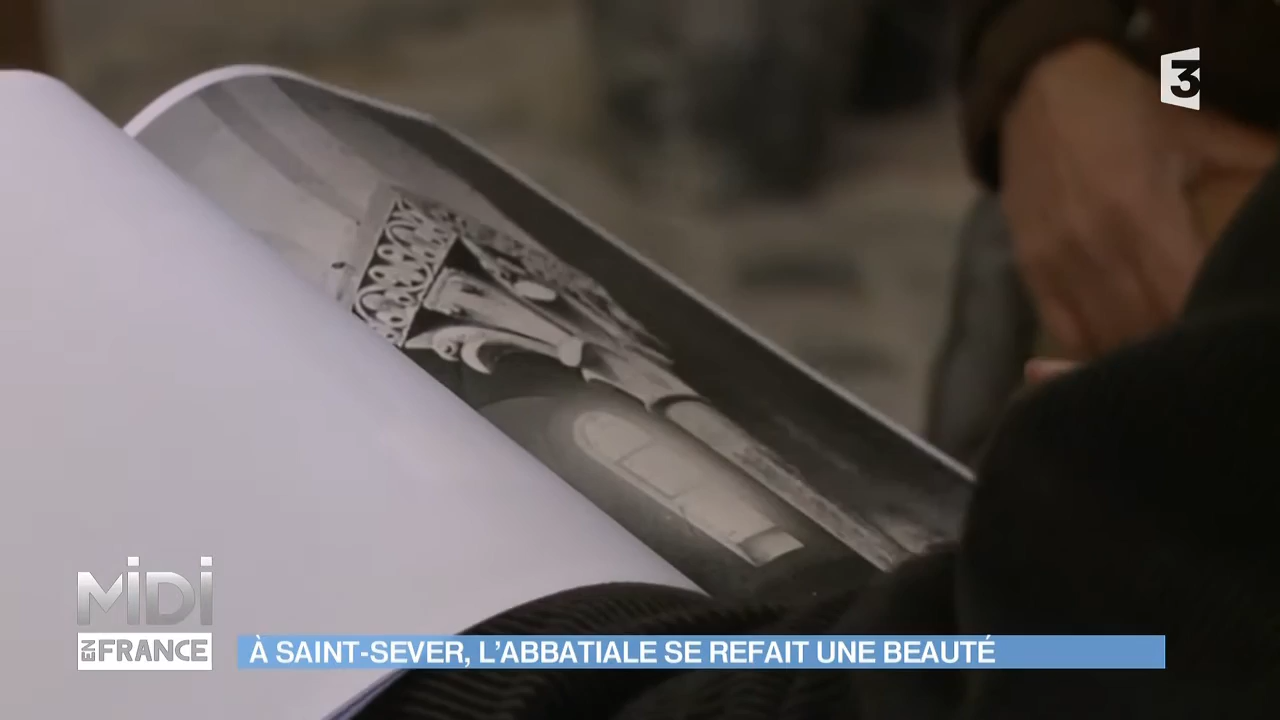 3
MiDi
EN FRANCE
À SAINT-SEVER, L'ABBATIALE SE REFAIT UNE BEAUTÉ